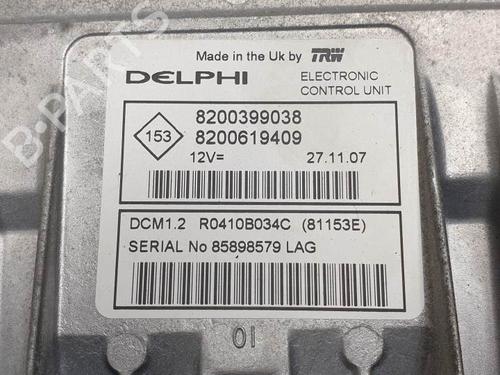 Made in the Uk by TRW
DELPHI
ELECTRONIC
CONTROL UNIT
153
8200399038
8200619409
12V=
27.11.07
DCM1.2 R0410B034C (81153E)
SERIAL No 85898579 LAG
OI
B-PARTS